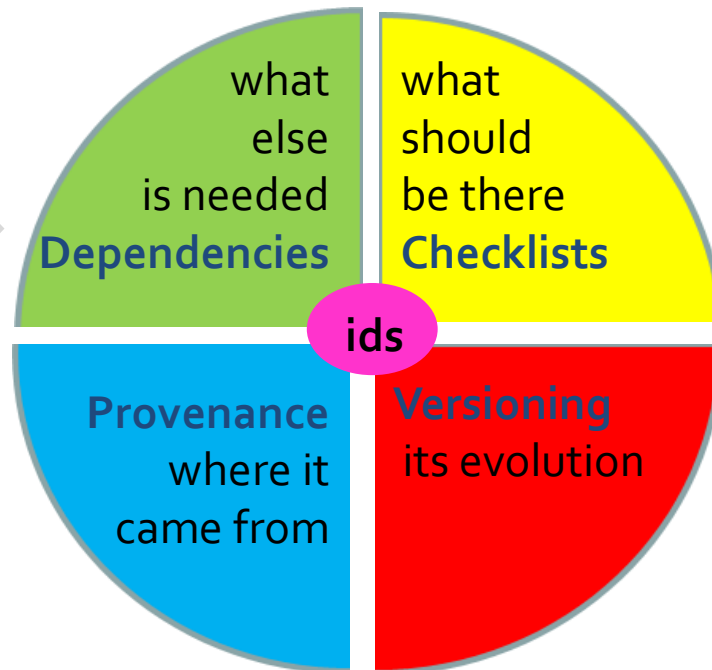 what
else
is needed
Dependencies
what
should
be there
Checklists
ids
Provenance
where it
came from
Versioning
its evolution